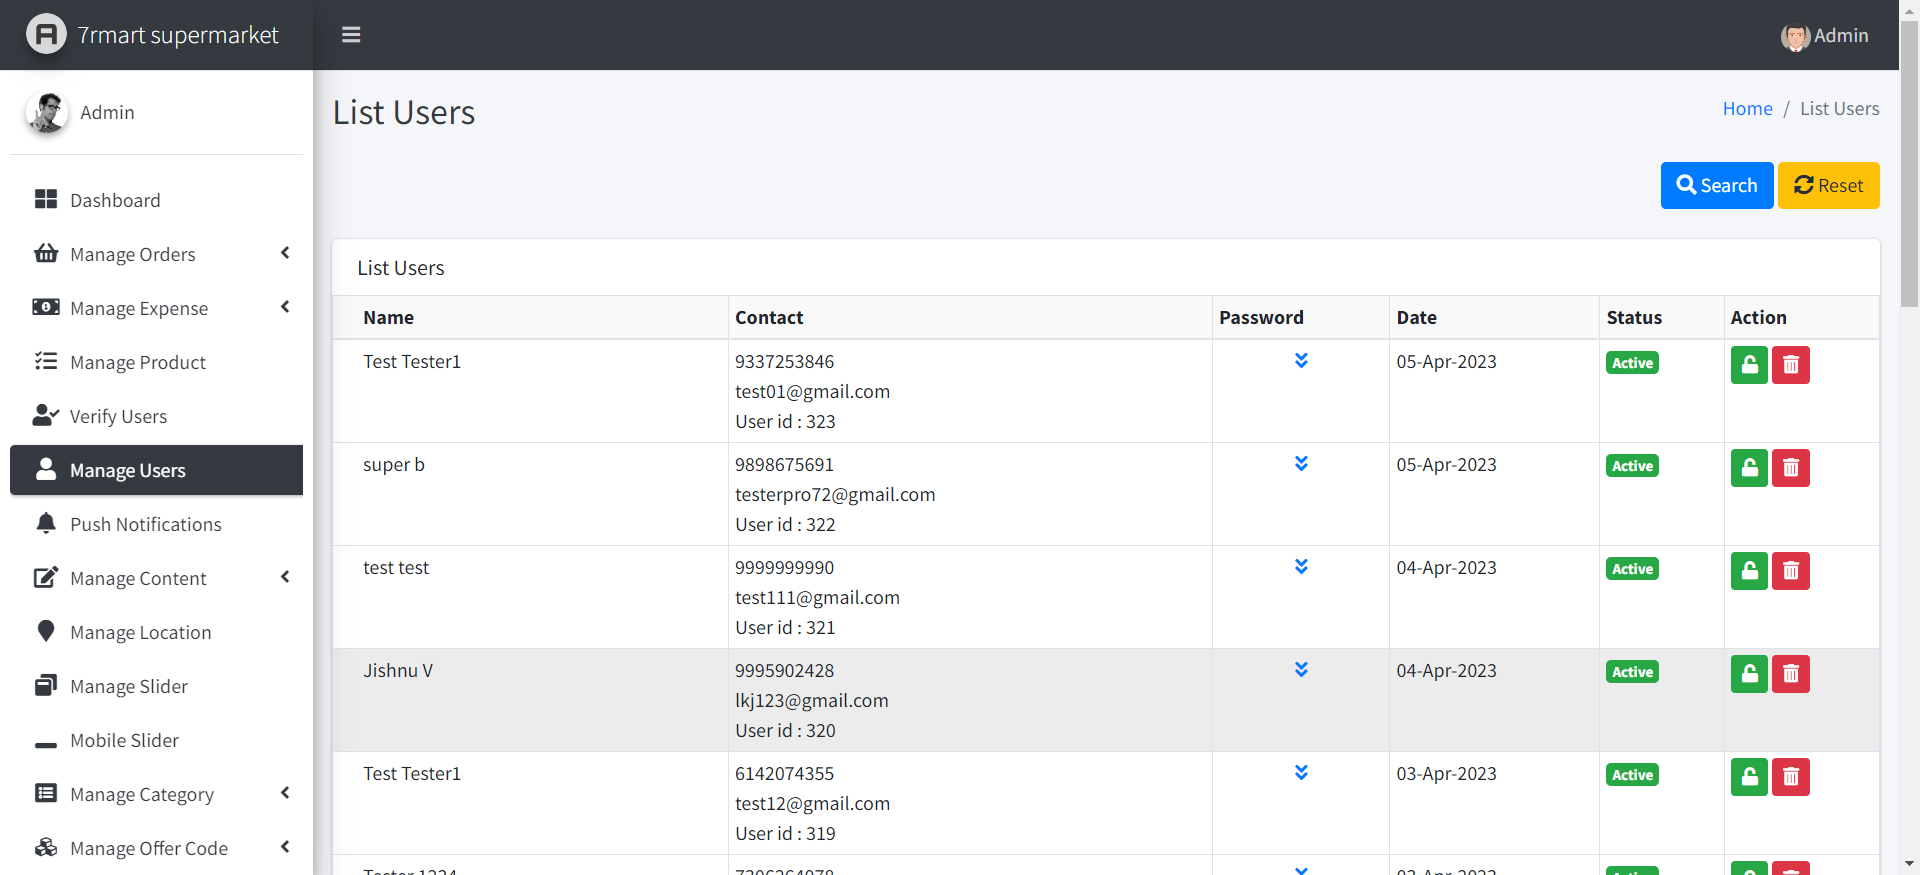 7rmart supermarket
Admin
Admin
Dashboard
Manage Orders
Manage Expense
Manage Product
Verify Users
Manage Users
Push Notifications
Manage Content
Manage Location
Manage Slider
Mobile Slider
Manage Category
Manage Offer Code
List Users
Home / List Users
Search Reset
List Users
Name Contact Password Date Status Action
Test Tester1 9337253846 05-Apr-2023 Active
test01@gmail.com
User id : 323
super b 9898675691 05-Apr-2023 Active
testerpro72@gmail.com
User id : 322
test test 9999999990 04-Apr-2023 Active
test111@gmail.com
User id : 321
Jishnu V 9995902428 04-Apr-2023 Active
lkj123@gmail.com
User id : 320
Test Tester1 6142074355 03-Apr-2023 Active
test12@gmail.com
User id : 319